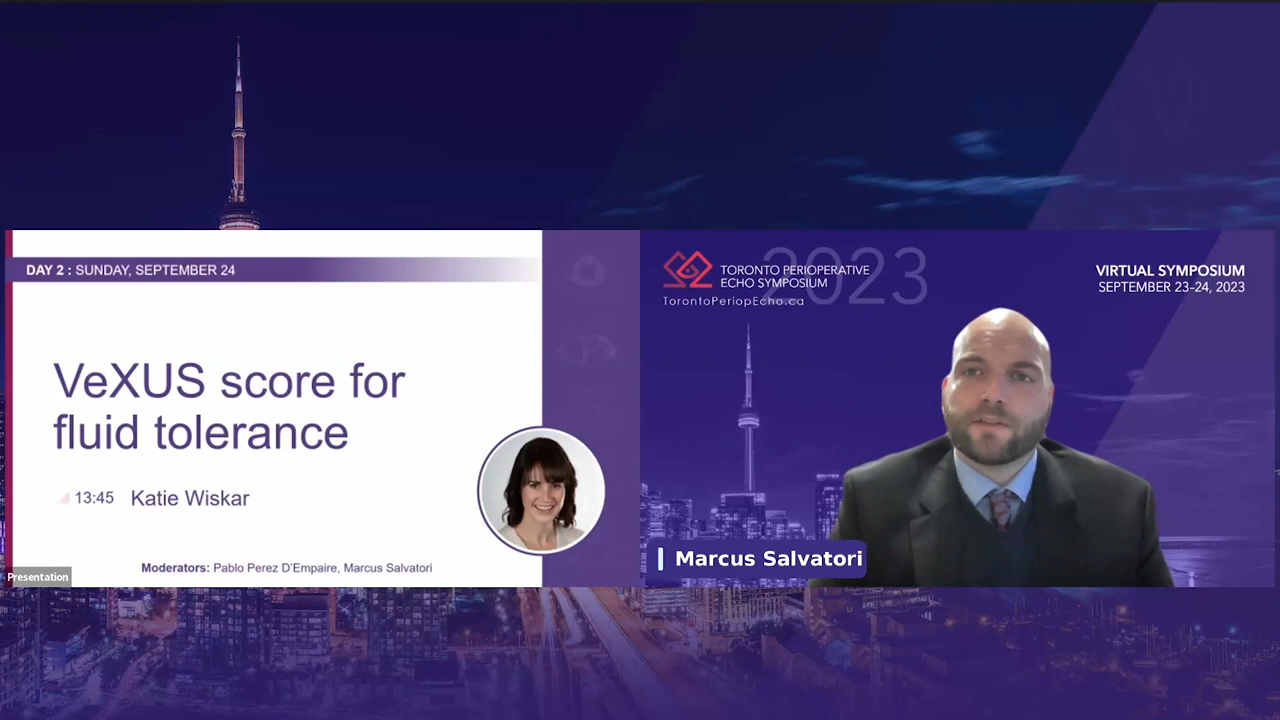 DAY 2 : SUNDAY, SEPTEMBER 24
VeXUS score for
fluid tolerance
13:45 Katie Wiskar
Moderators: Pablo Perez D'Empaire, Marcus Salvatori
Presentation
2023
TORONTO PERIOPERATIVE
ECHO SYMPOSIUM
TorontoPeriopEcho.ca
VIRTUAL SYMPOSIUM
SEPTEMBER 23-24, 2023
Marcus Salvatori